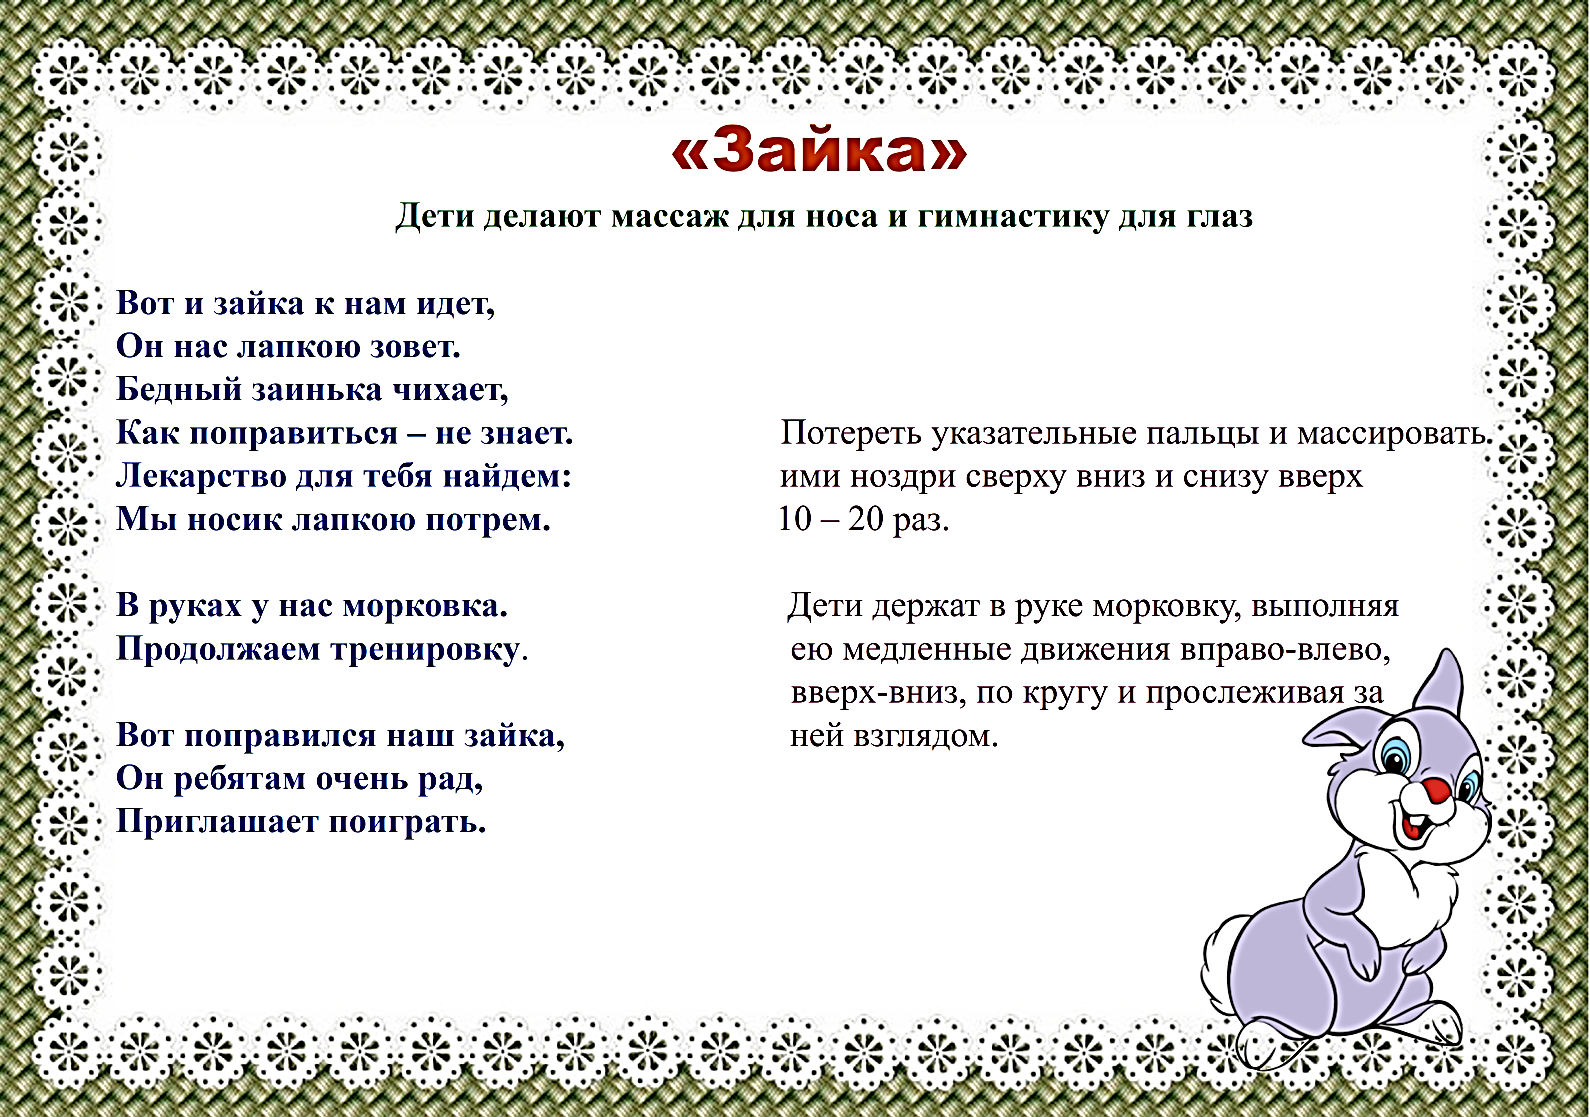 «Зайка»
Дети делают массаж для носа и гимнастику для глаз
Вот и зайка к нам идет,
Он нас лапкою зовет.
Бедный заинька чихает,
Как поправиться – не знает. Потереть указательные пальцы и массировать.
Лекарство для тебя найдем: ими ноздри сверху вниз и снизу вверх
Мы носик лапкою потрем. 10 – 20 раз.
В руках у нас морковка. Дети держат в руке морковку, выполняя
Продолжаем тренировку. ею медленные движения вправо-влево,
вверх-вниз, по кругу и прослеживая за
Вот поправился наш зайка, ней взглядом.
Он ребятам очень рад,
Приглашает поиграть.